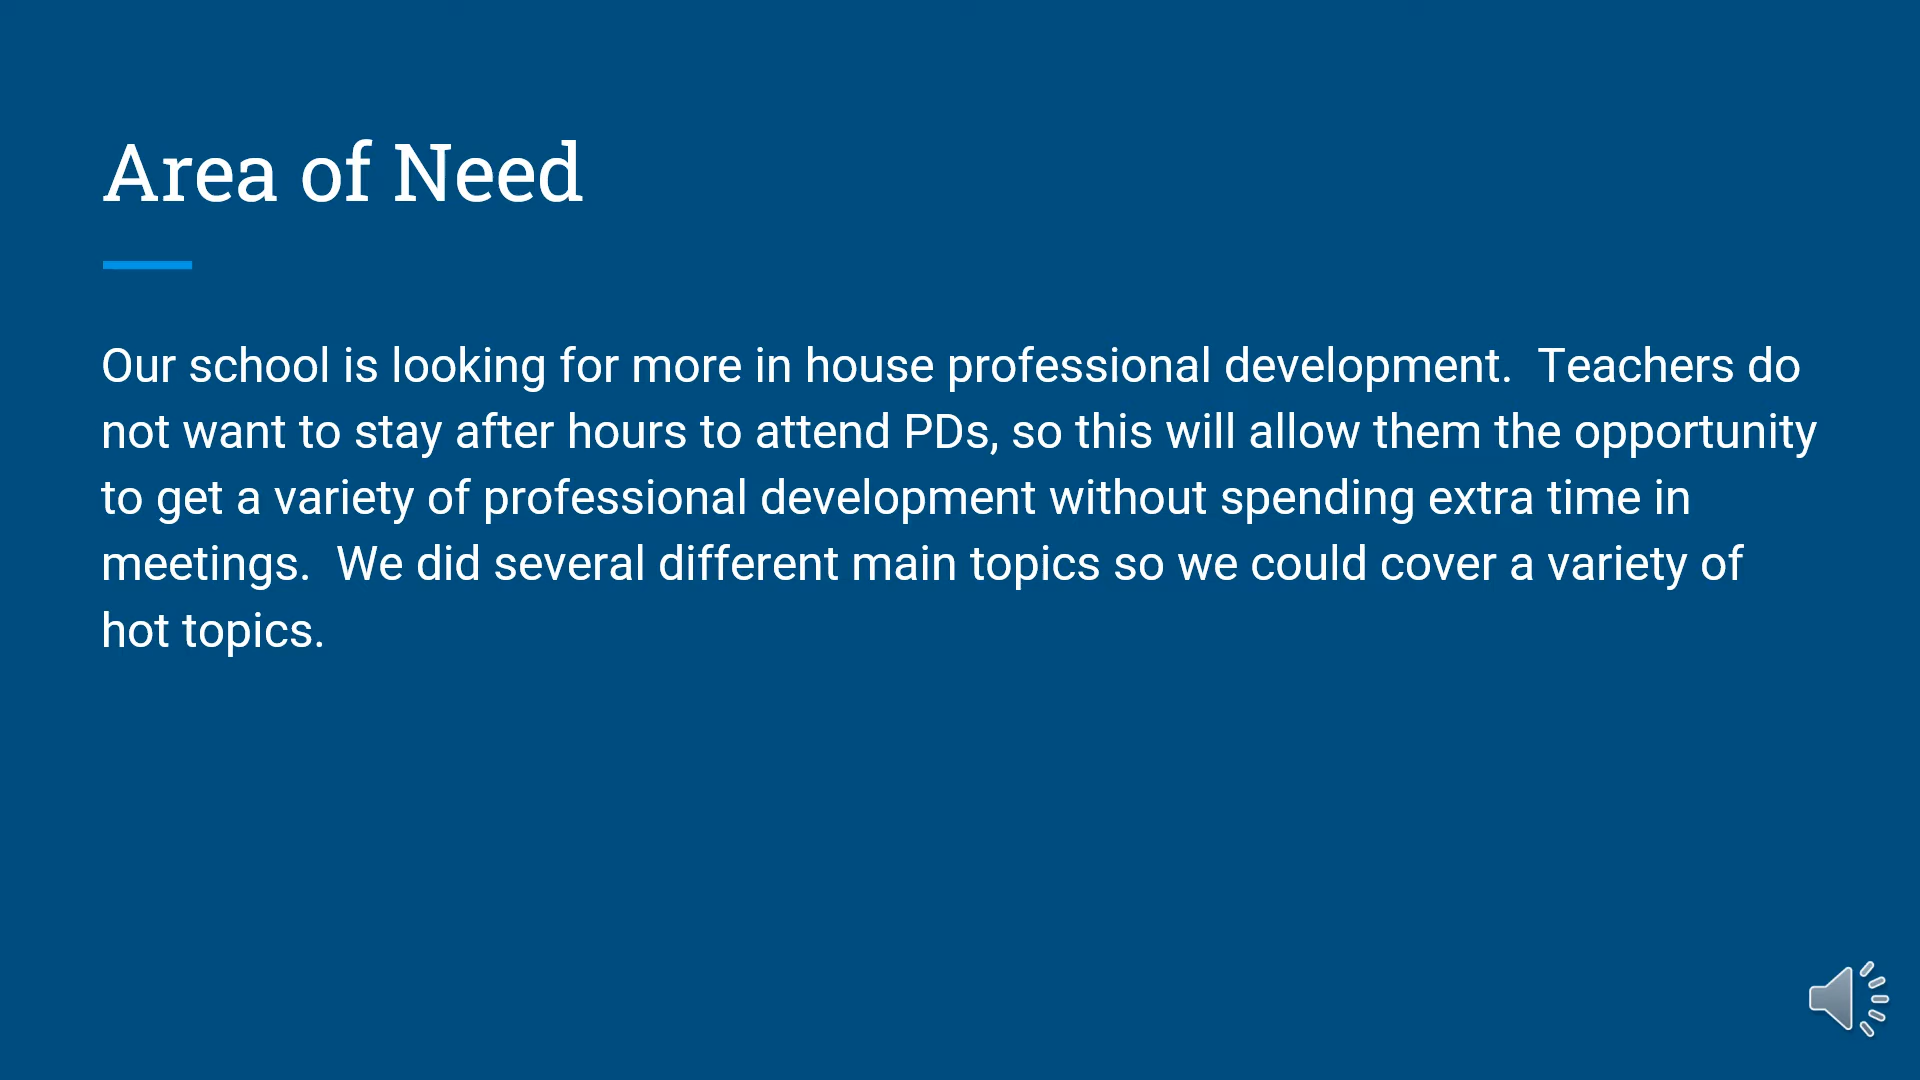 Area of Need
Our school is looking for more in house professional development.  Teachers do
not want to stay after hours to attend PDs, so this will allow them the opportunity
to get a variety of professional development without spending extra time in
meetings.  We did several different main topics so we could cover a variety of
hot topics.